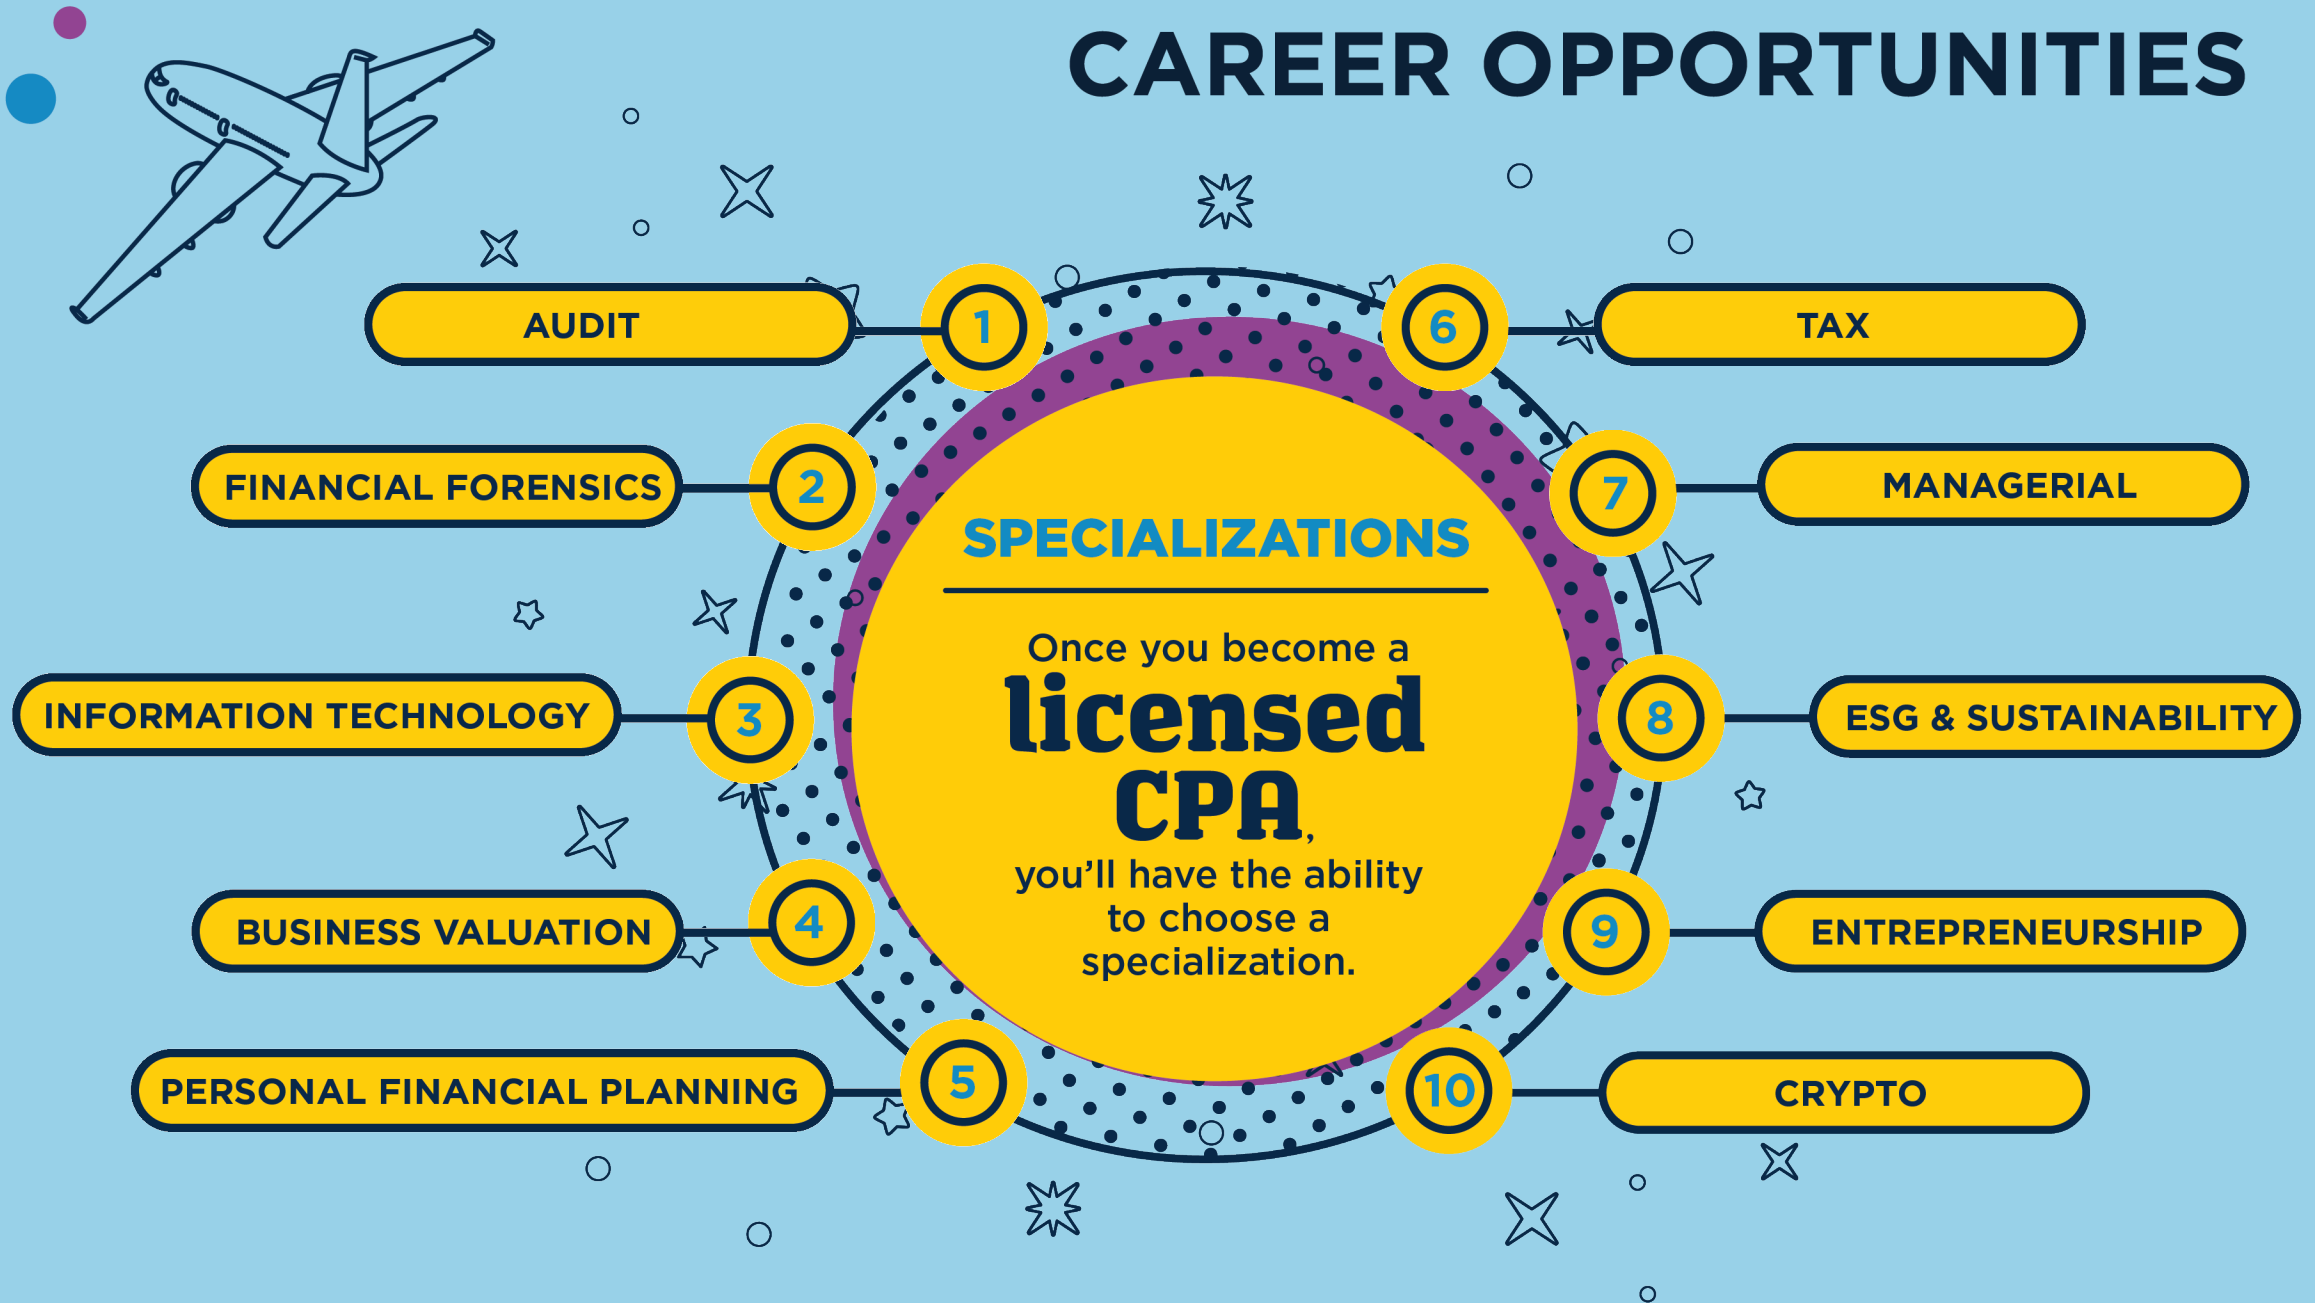 CAREER OPPORTUNITIES
1
AUDIT
2
FINANCIAL FORENSICS
3
INFORMATION TECHNOLOGY
4
BUSINESS VALUATION
5
PERSONAL FINANCIAL PLANNING
SPECIALIZATIONS
Once you become a
licensed
CPA,
you’ll have the ability
to choose a
specialization.
6
TAX
7
MANAGERIAL
8
ESG & SUSTAINABILITY
9
ENTREPRENEURSHIP
10
CRYPTO